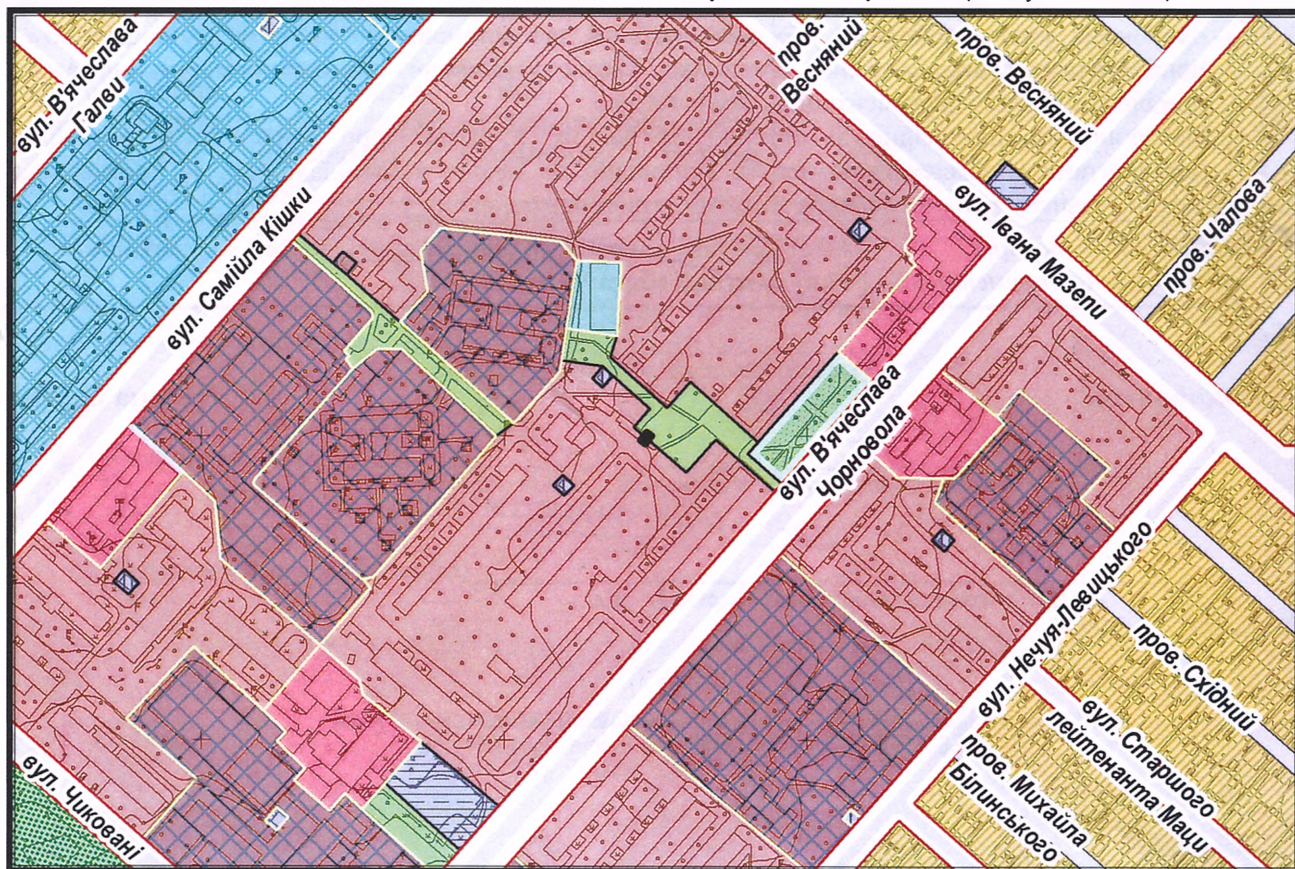 вул. В'ячеслава
Галви
вул. Самійла Кішки
пров.
Весняний
пров. Весняний
пров. Чалова
вул. Івана Мазепи
вул. В'ячеслава
Чорновола
вул. Нечуя-Левицького
пров. Східний
вул. Старшого
лейтенанта Маци
пров. Михайла
Білинського
вул. Чиковані